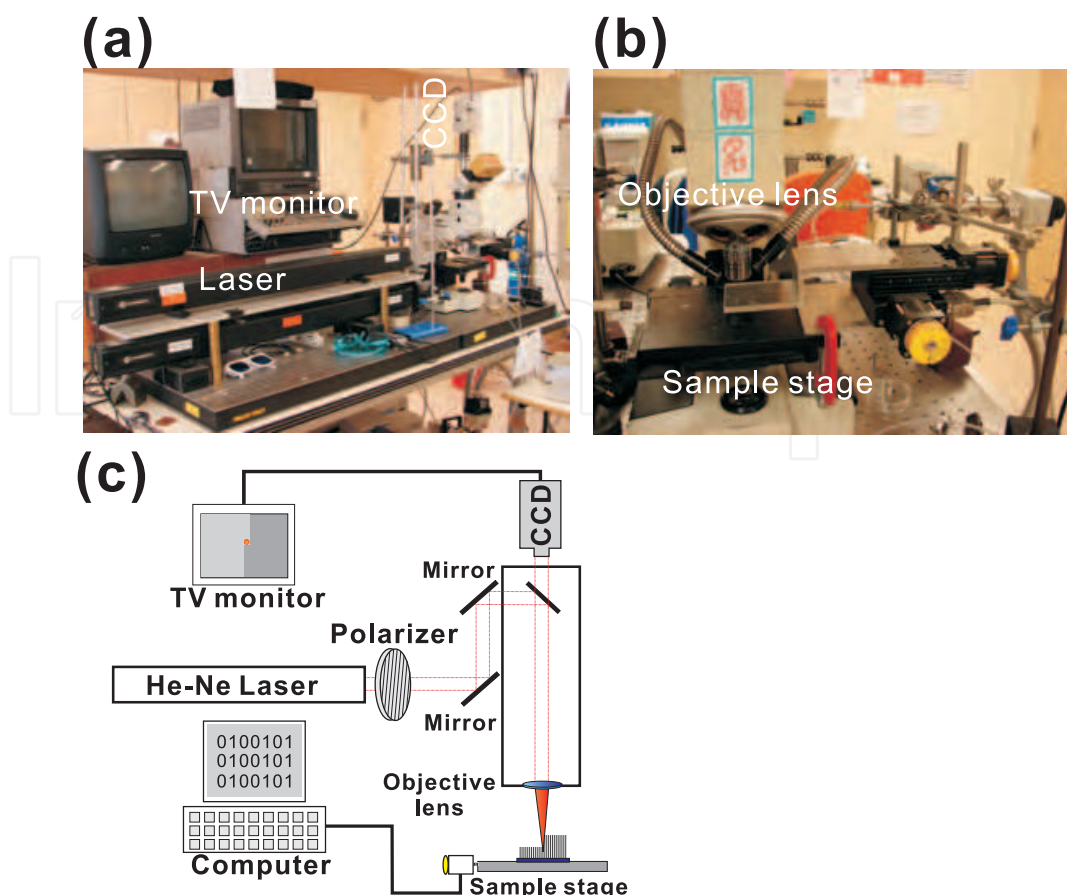 (a)
CCD
TV monitor
Laser
(b)
Objective lens
Sample stage
(c)
CCD
Mirror
TV monitor
Polarizer
He-Ne Laser
Mirror
0100101
0100101
0100101
Objective
lens
Computer
Sample stage